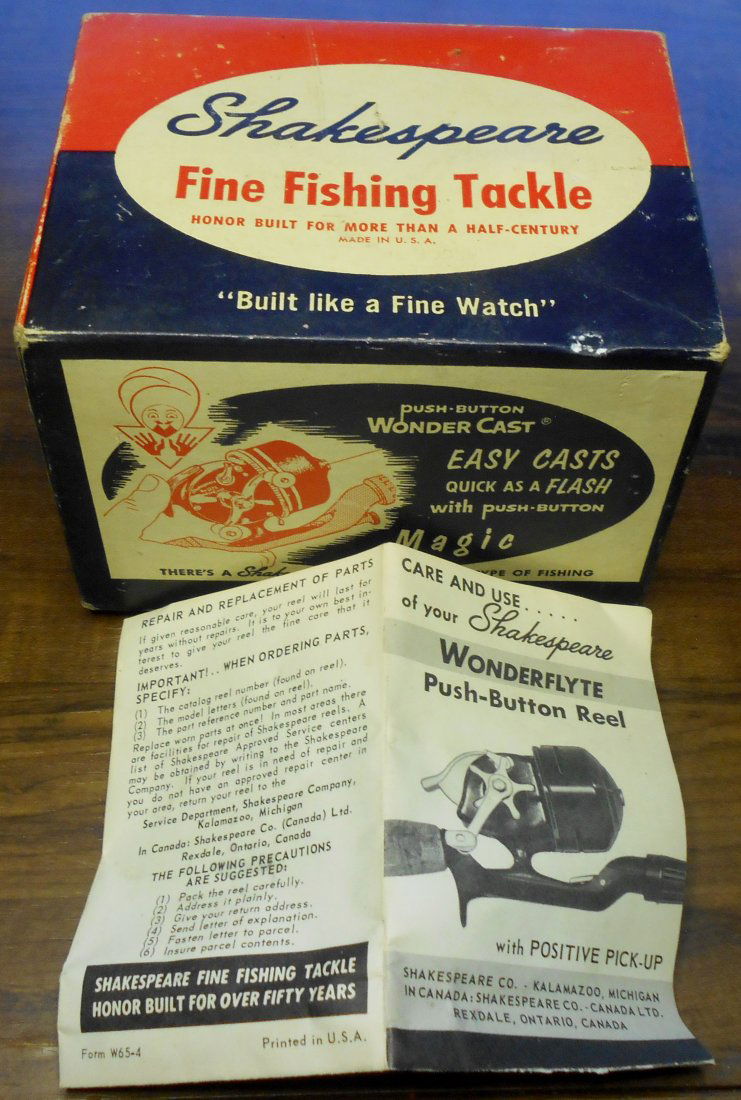 Shakespeare
Fine Fishing Tackle
HONOR BUILT FOR MORE THAN A HALF-CENTURY
MADE IN U. S. A.
"Built like a Fine Watch"
PUSH-BUTTON
WONDER CAST ®
EASY CASTS
QUICK AS A FLASH
with PUSH-BUTTON
Magic
THERE'S A Shak
TYPE OF FISHING
REPAIR AND REPLACEMENT OF PARTS
If given reasonable care, your reel will last for
years without repairs. It is to your own best in-
terest to give your reel the fine care that it
deserves.
IMPORTANT!.. WHEN ORDERING PARTS,
SPECIFY:
(1) The catalog reel number (found on reel).
(2) The model letters (found on reel).
(3) The part reference number and part name.
Replace worn parts at once! In most areas there
are facilities for repair of Shakespeare reels. A
list of Shakespeare Approved Service centers
may be obtained by writing to the Shakespeare
Company. If your reel is in need of repair and
you do not have an approved repair center in
your area, return your reel to the
Service Department, Shakespeare Company,
Kalamazoo, Michigan
In Canada: Shakespeare Co. (Canada) Ltd.
Rexdale, Ontario, Canada
THE FOLLOWING PRECAUTIONS
ARE SUGGESTED:
(1) Pack the reel carefully.
(2) Address it plainly.
(3) Give your return address.
(4) Send letter of explanation.
(5) Fasten letter to parcel.
(6) Insure parcel contents.
SHAKESPEARE FINE FISHING TACKLE
HONOR BUILT FOR OVER FIFTY YEARS
Form W65-4 Printed in U.S.A.
CARE AND USE.....
of your Shakespeare
WONDERFLYTE
Push-Button Reel
with POSITIVE PICK-UP
SHAKESPEARE CO. - KALAMAZOO, MICHIGAN
IN CANADA: SHAKESPEARE CO.-CANADA LTD.
REXDALE, ONTARIO, CANADA